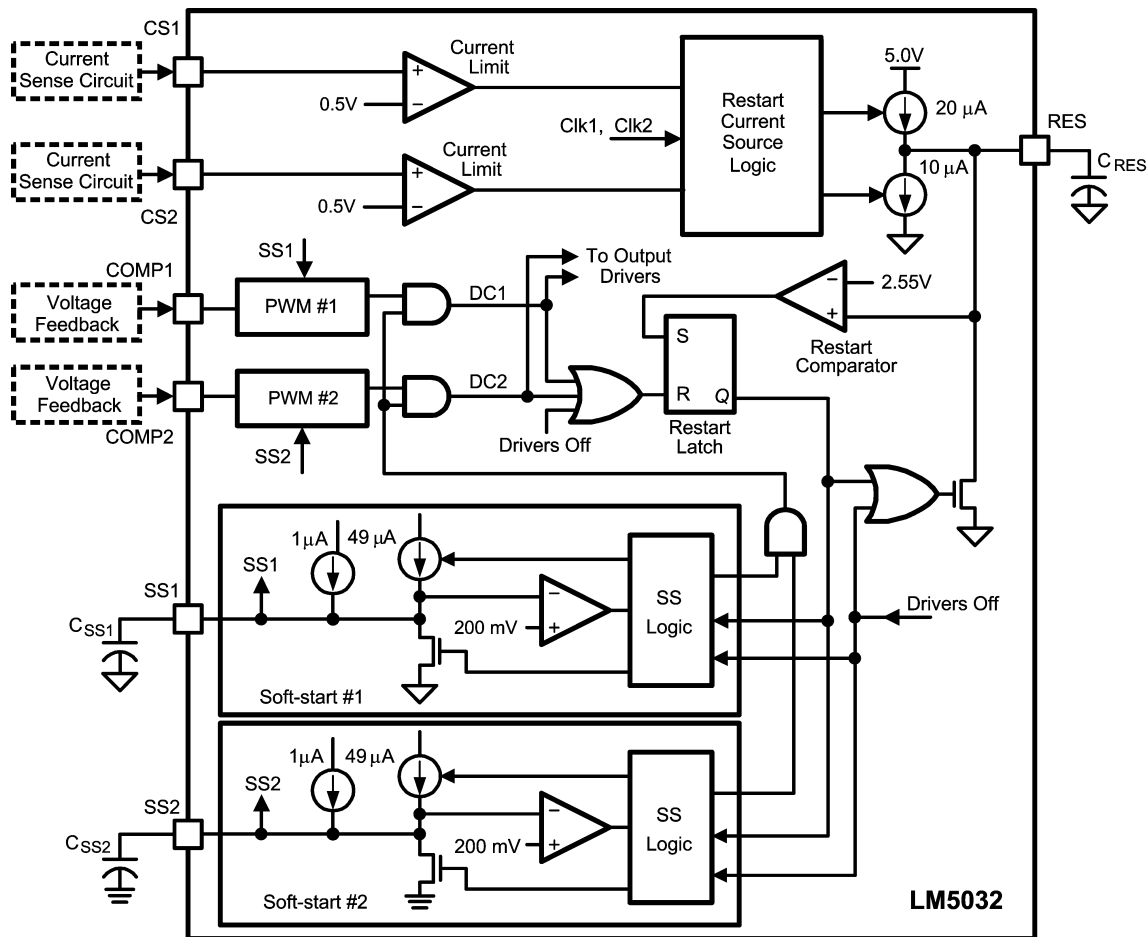 CS1
Current
Sense Circuit
Current
Limit
+
0.5V
−
5.0V
20 µA
Restart
Current
Source
Logic
Clk1, Clk2
RES
C RES
Current
Sense Circuit
Current
Limit
+
0.5V
−
10 µA
CS2
SS1
To Output
Drivers
COMP1
Voltage
Feedback
PWM #1
DC1
−
2.55V
+
Restart
Comparator
S
R
Q
Restart
Latch
Voltage
Feedback
PWM #2
DC2
COMP2
SS2
Drivers Off
1µA
49 µA
SS1
SS1
CSS1
−
200 mV
+
SS
Logic
Drivers Off
Soft-start #1
1µA
49 µA
SS2
SS2
CSS2
−
200 mV
+
SS
Logic
Soft-start #2
LM5032